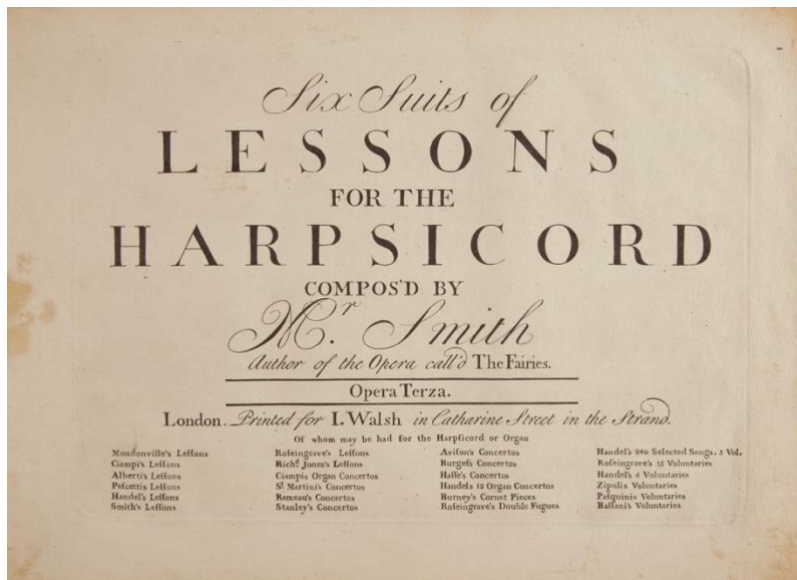 Six Suits of
LESSONS
FOR THE
HARPSICORD
COMPOS'D BY
Mr. Smith
Author of the Opera call'd The Fairies.
Opera Terza.
London. Printed for I. Walsh in Catharine Street in the Strand.
Of whom may be had for the Harpſicord or Organ
Mondonville's Leſsons
Ciampi's Leſsons
Alberti's Leſsons
Peſcettis Leſsons
Handel's Leſsons
Smith's Leſsons
Roſeingrave's Leſsons
Richd. Jones's Leſsons
Ciampis Organ Concertos
St. Martini's Concertos
Rameau's Concertos
Stanley's Concertos
Aviſon's Concertos
Burgeſs Concertos
Haſse's Concertos
Handels 12 Organ Concertos
Burney's Cornet Pieces
Roſeingrave's Double Fugues
Handel's 240 Selected Songs, 2 Vol.
Roſeingrave's 15 Voluntaries
Handel's 6 Voluntaries
Zipolis Voluntaries
Paſquinis Voluntaries
Baſsani's Voluntaries